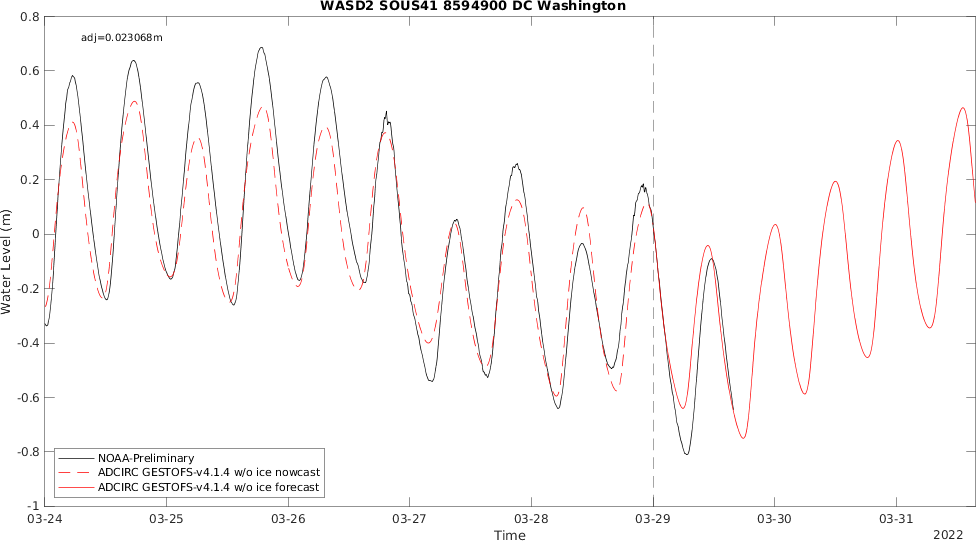 WASD2 SOUS41 8594900 DC Washington
adj=0.023068m
0.8
0.6
0.4
0.2
0
-0.2
-0.4
-0.6
-0.8
-1
Water Level (m)
NOAA-Preliminary
ADCIRC GESTOFS-v4.1.4 w/o ice nowcast
ADCIRC GESTOFS-v4.1.4 w/o ice forecast
03-24 03-25 03-26 03-27 03-28 03-29 03-30 03-31
Time
2022